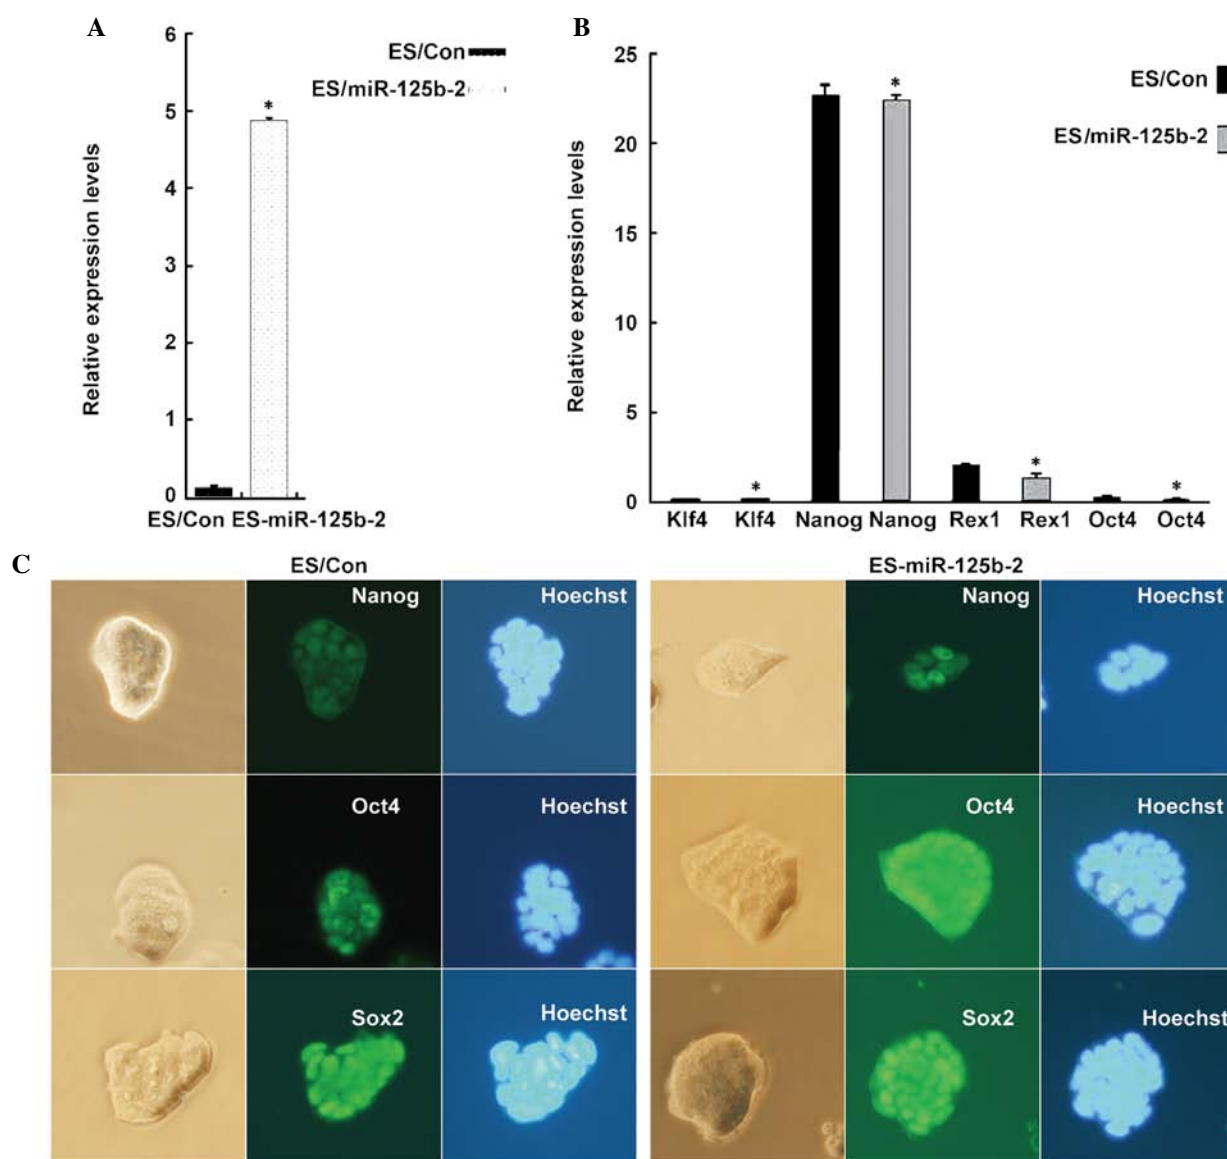 A
6
5
4
3
2
1
0
Relative expression levels
ES/Con
ES/miR-125b-2
*
ES/Con ES-miR-125b-2
B
25
20
15
10
5
0
Relative expression levels
ES/Con
ES/miR-125b-2
* * * *
Klf4 Klf4 Nanog Nanog Rex1 Rex1 Oct4 Oct4
C
ES/Con ES-miR-125b-2
Nanog Hoechst Nanog Hoechst
Oct4 Hoechst Oct4 Hoechst
Sox2 Hoechst Sox2 Hoechst